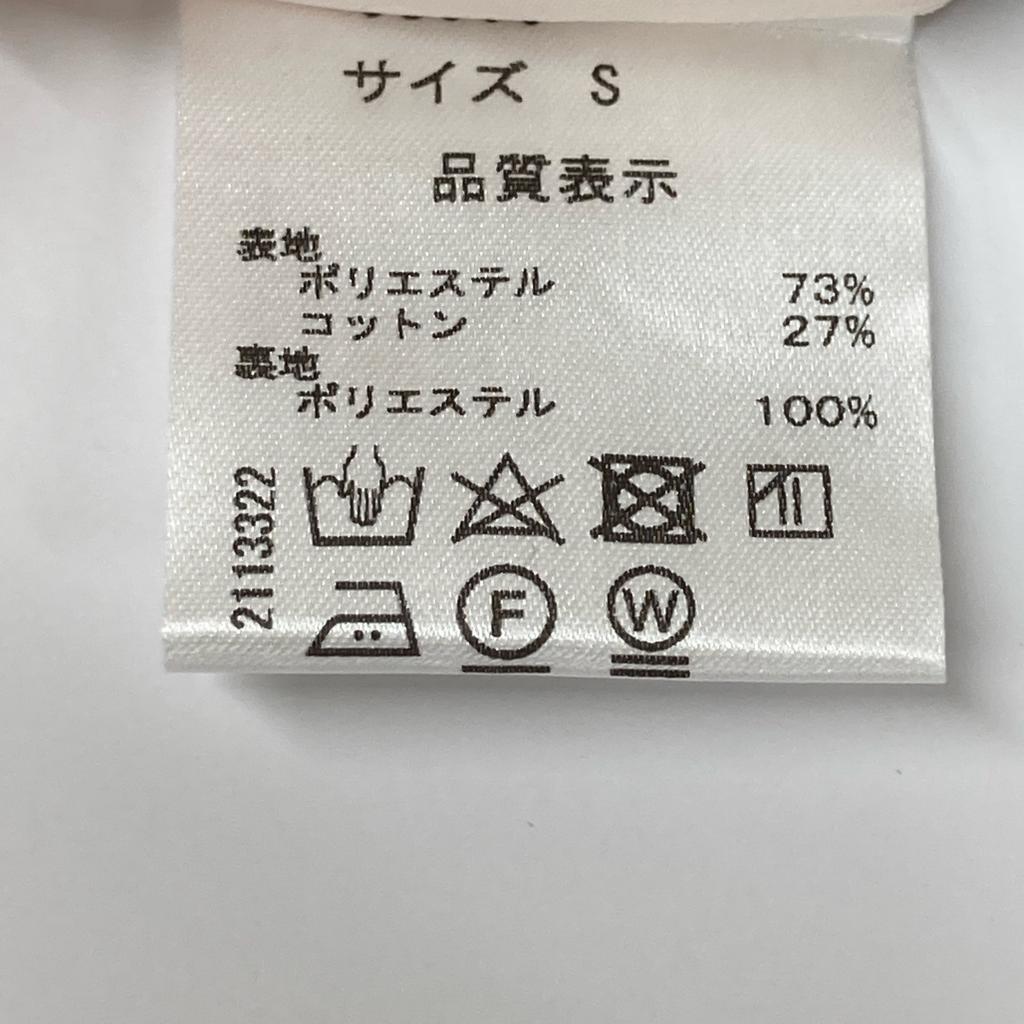 サイズ S
品質表示
表地
ポリエステル 73%
コットン 27%
裏地
ポリエステル 100%
2113322
F
W